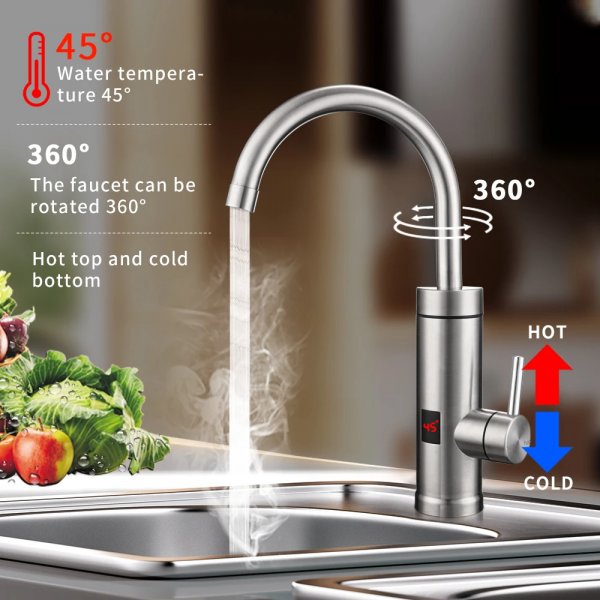 45°
Water tempera-
ture 45°
360°
The faucet can be
rotated 360°
Hot top and cold
bottom
360°
HOT
45°
COLD